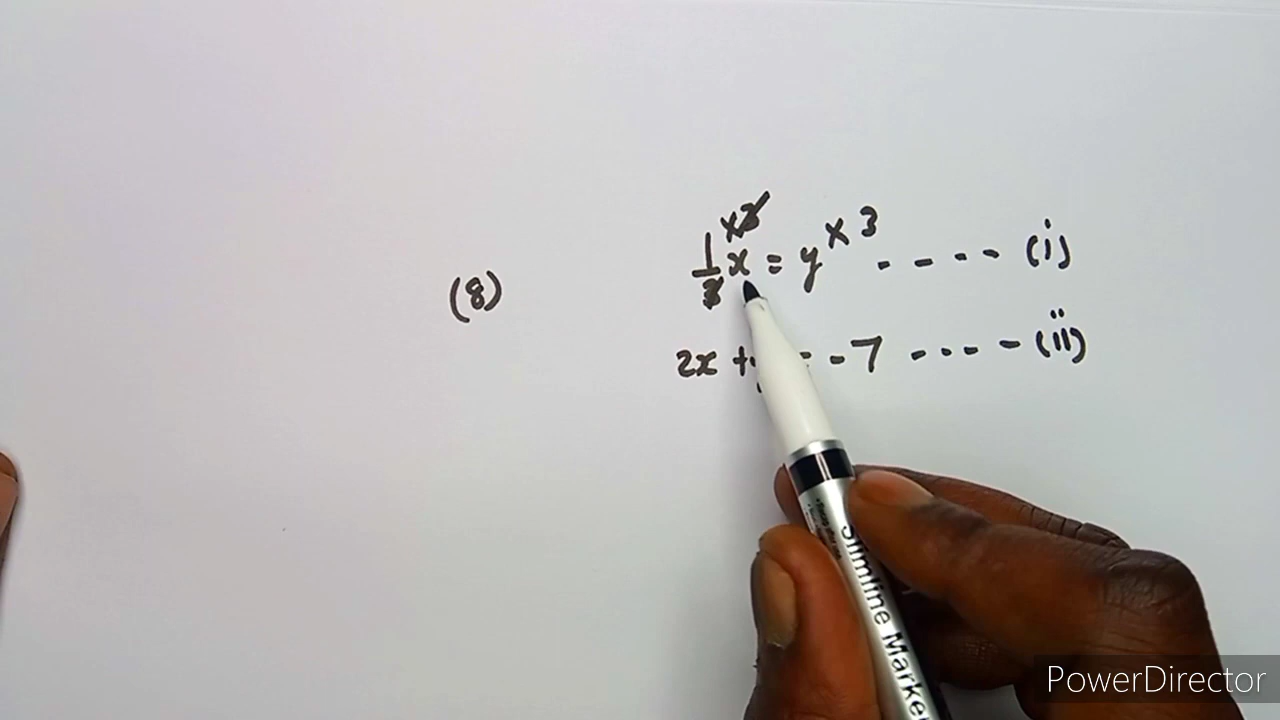 (8)
1/3 x ×3 = y ×3 - - - - (i)
2x + = -7 - - - - (ii)
Slimline Marker
PowerDirector